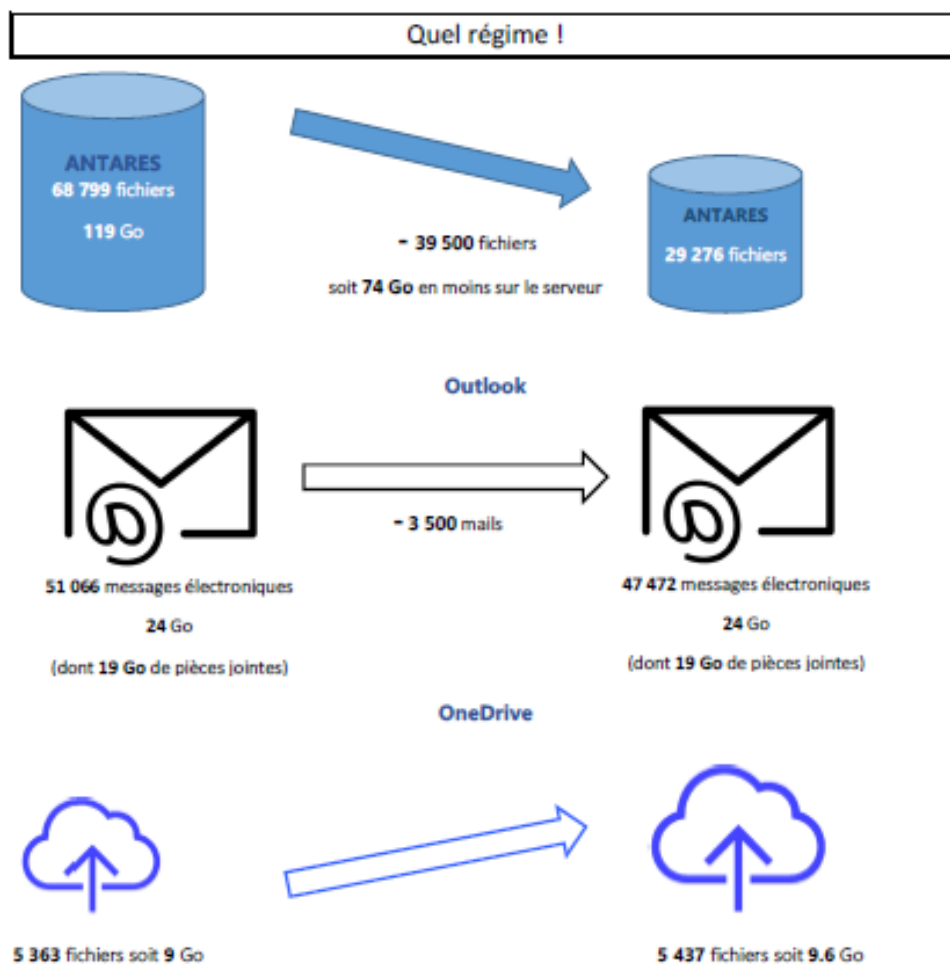 Quel régime !
ANTARES
68 799 fichiers
119 Go
- 39 500 fichiers
soit 74 Go en moins sur le serveur
ANTARES
29 276 fichiers
Outlook
- 3 500 mails
51 066 messages électroniques
24 Go
(dont 19 Go de pièces jointes)
47 472 messages électroniques
24 Go
(dont 19 Go de pièces jointes)
OneDrive
5 363 fichiers soit 9 Go
5 437 fichiers soit 9.6 Go